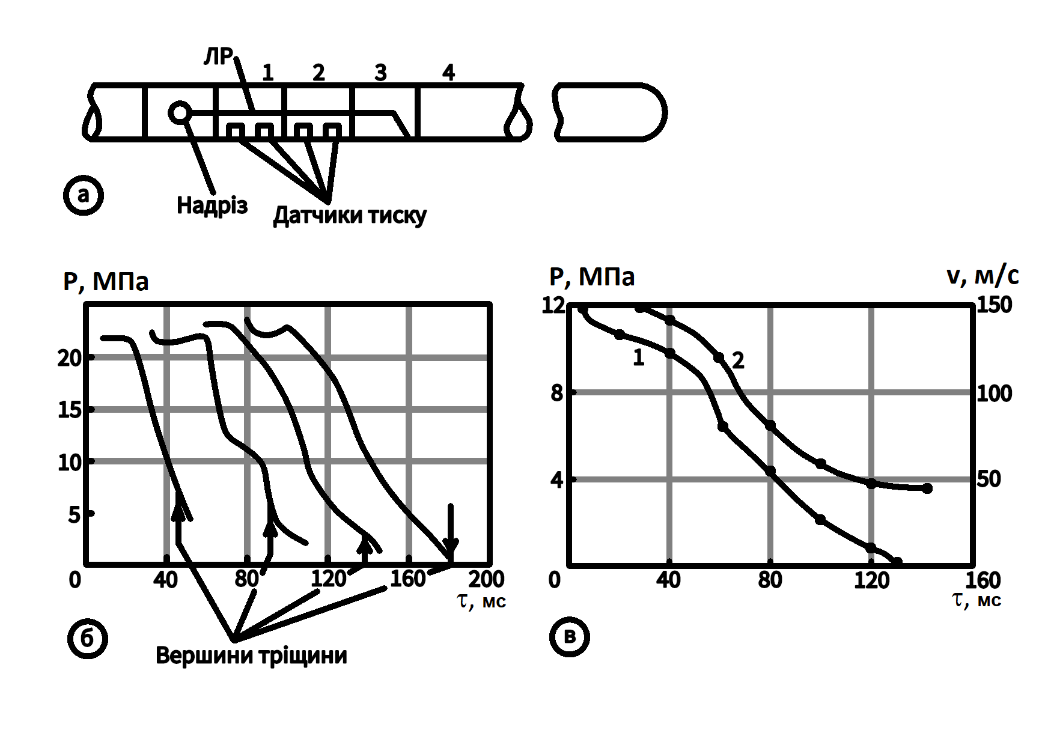 ЛР
1 2 3 4
Надріз
Датчики тиску
а
Р, МПа
20
15
10
5
0 40 80 120 160 200
τ, мс
Вершини тріщини
б
Р, МПа
v, м/с
12
8
4
1
2
150
100
50
0 40 80 120 160
τ, мс
в